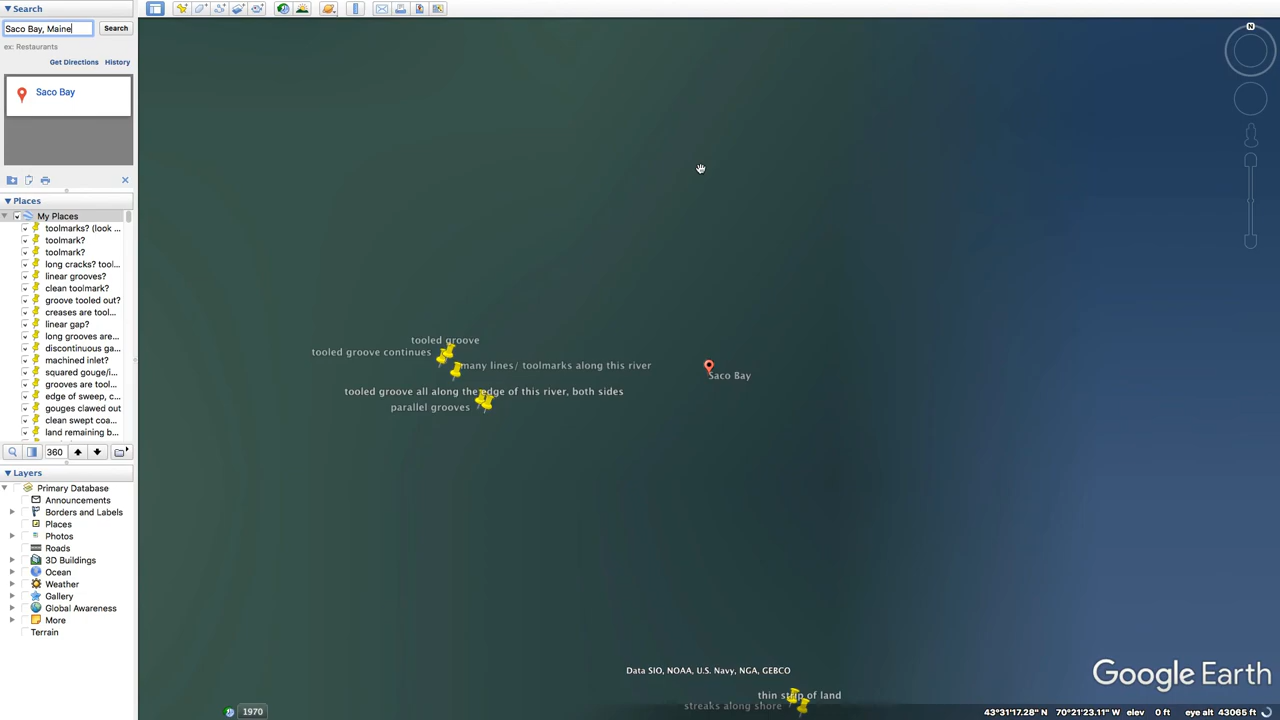 Search
Saco Bay, Maine
Search
ex: Restaurants
Get Directions
History
Saco Bay
Places
My Places
toolmarks? (look ...
toolmark?
toolmark?
long cracks? tool...
linear grooves?
clean toolmark?
groove tooled out?
creases are tool...
linear gap?
long grooves are...
discontinuous ga...
machined inlet?
squared gouge/i...
grooves are tool...
edge of sweep, c...
gouges clawed out
clean swept coa...
land remaining b...
360
Layers
Primary Database
Announcements
Borders and Labels
Places
Photos
Roads
3D Buildings
Ocean
Weather
Gallery
Global Awareness
More
Terrain
N
tooled groove
tooled groove continues
many lines/ toolmarks along this river
Saco Bay
tooled groove all along the edge of this river, both sides
parallel grooves
Data SIO, NOAA, U.S. Navy, NGA, GEBCO
thin strip of land
streaks along shore
Google Earth
1970
43°31'17.28" N 70°21'23.11" W elev 0 ft eye alt 43065 ft